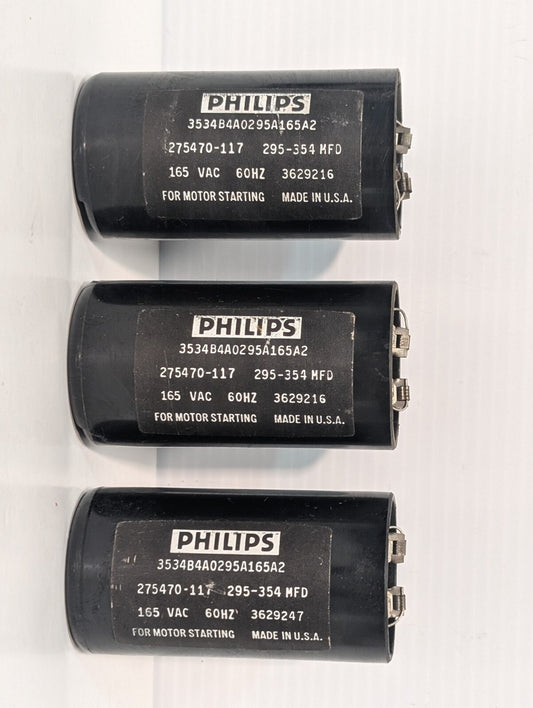 PHILIPS
3534B4A0295A165A2
275470-117 295-354 MFD
165 VAC 60HZ 3629216
FOR MOTOR STARTING MADE IN U.S.A.
PHILIPS
3534B4A0295A165A2
275470-117 295-354 MFD
165 VAC 60HZ 3629216
FOR MOTOR STARTING MADE IN U.S.A.
PHILIPS
3534B4A0295A165A2
275470-117 295-354 MFD
165 VAC 60HZ 3629247
FOR MOTOR STARTING MADE IN U.S.A.